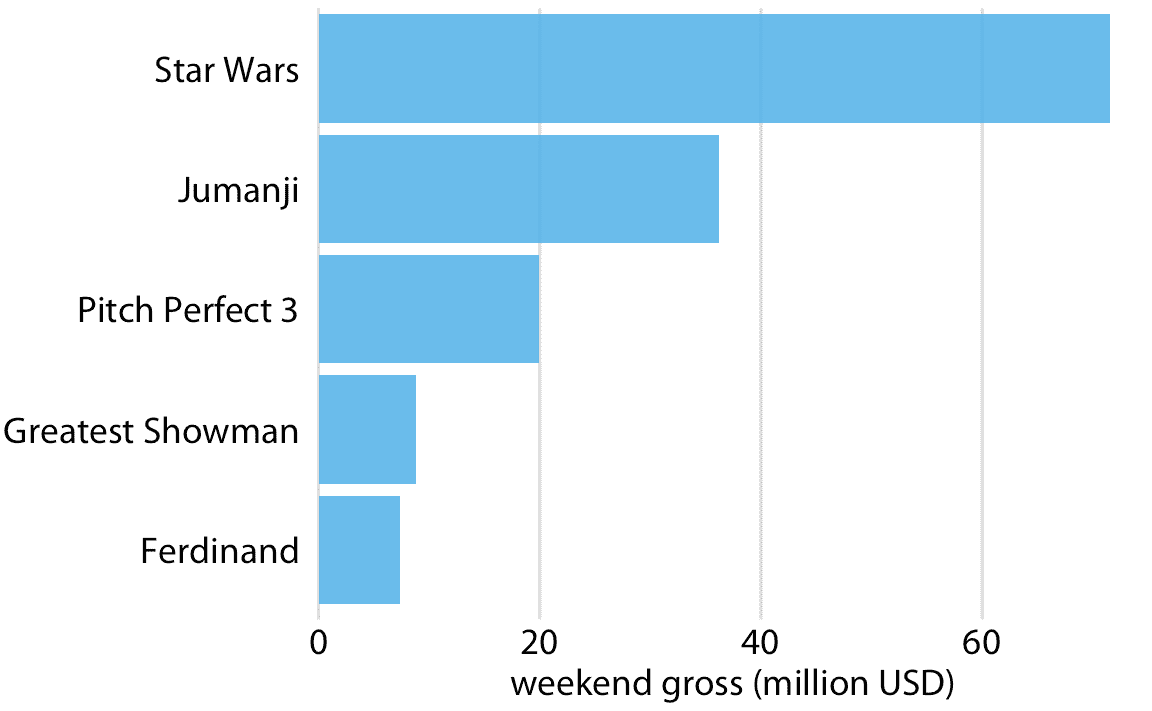 Star Wars
Jumanji
Pitch Perfect 3
Greatest Showman
Ferdinand
0 20 40 60
weekend gross (million USD)